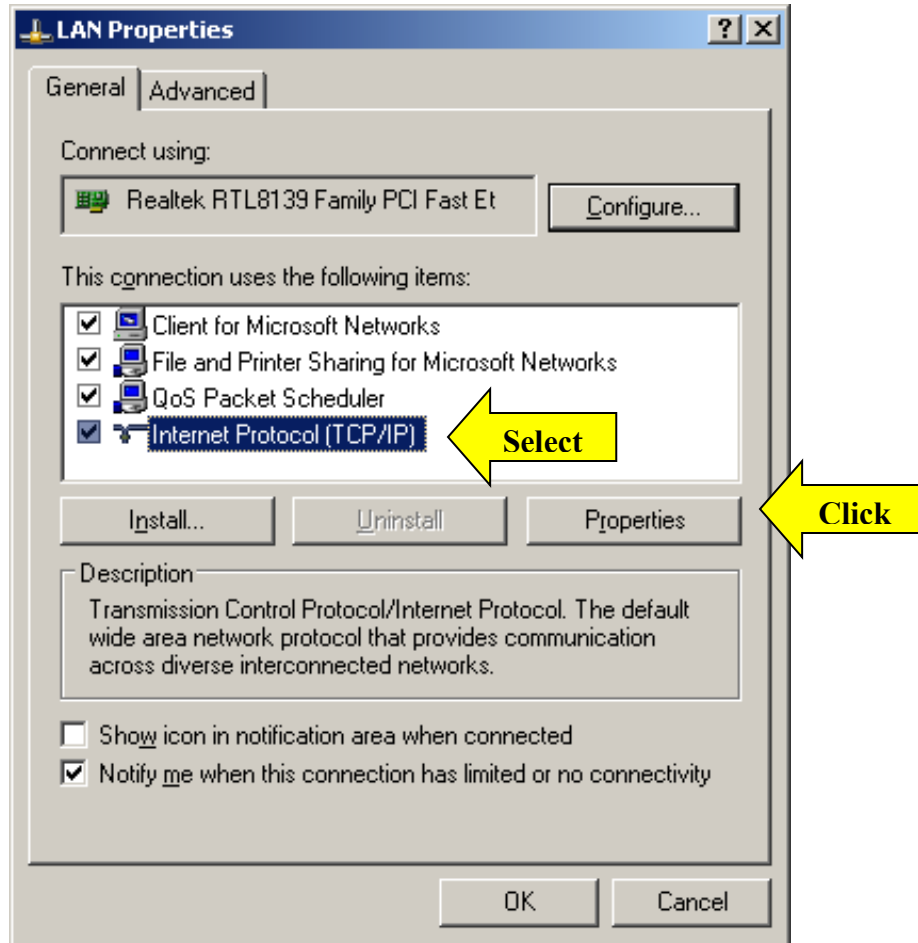 LAN Properties
General
Advanced
Connect using:
Realtek RTL8139 Family PCI Fast Et
Configure...
This connection uses the following items:
Client for Microsoft Networks
File and Printer Sharing for Microsoft Networks
QoS Packet Scheduler
Internet Protocol (TCP/IP)
Select
Install...
Uninstall
Properties
Click
Description
Transmission Control Protocol/Internet Protocol. The default
wide area network protocol that provides communication
across diverse interconnected networks.
Show icon in notification area when connected
Notify me when this connection has limited or no connectivity
OK
Cancel